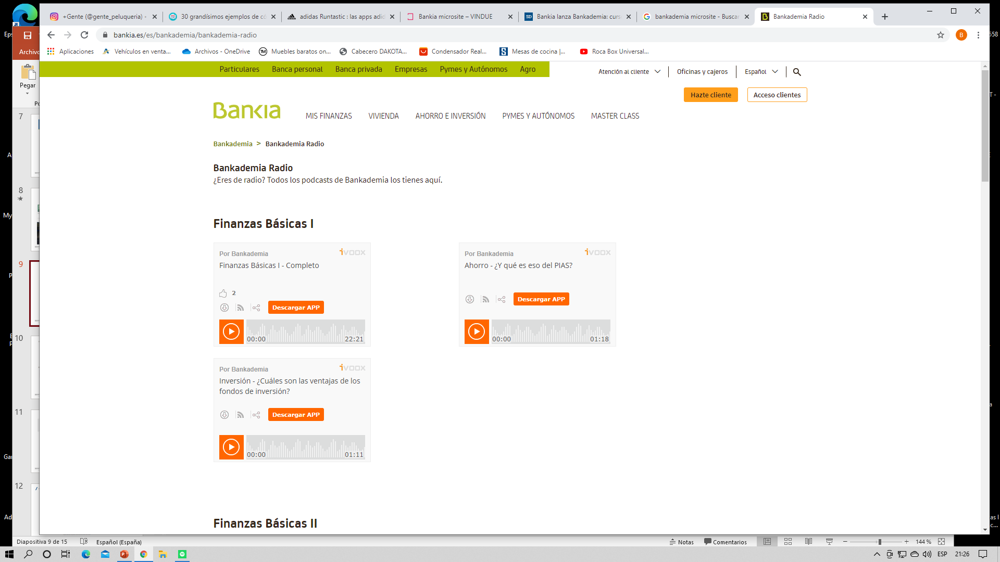 +Gente (@gente_peluqueria)
30 grandísimos ejemplos de có
adidas Runtastic : las apps adid
Bankia microsite – VINDUE
Bankia lanza Bankademia: curs
bankademia microsite - Buscar
Bankademia Radio
bankia.es/es/bankademia/bankademia-radio
B
Archivo
Aplicaciones
Vehículos en venta...
Archivos - OneDrive
Muebles baratos on...
Cabecero DAKOTA...
Condensador Real...
Mesas de cocina |...
Roca Box Universal...
Pegar
Particulares Banca personal Banca privada Empresas Pymes y Autónomos Agro
Atención al cliente
Oficinas y cajeros
Español
Hazte cliente
Acceso clientes
Bankia
MIS FINANZAS VIVIENDA AHORRO E INVERSIÓN PYMES Y AUTÓNOMOS MASTER CLASS
Bankademia > Bankademia Radio
Bankademia Radio
¿Eres de radio? Todos los podcasts de Bankademia los tienes aquí.
Finanzas Básicas I
Por Bankademia
ivoox
Finanzas Básicas I - Completo
2
Descargar APP
00:00
22:21
Por Bankademia
ivoox
Ahorro - ¿Y qué es eso del PIAS?
Descargar APP
00:00
01:18
Por Bankademia
ivoox
Inversión - ¿Cuáles son las ventajas de los
fondos de inversión?
Descargar APP
00:00
01:11
Finanzas Básicas II
7
8
9
10
11
12
Diapositiva 9 de 15
Español (España)
Notas
Comentarios
144 %
ESP
21:26